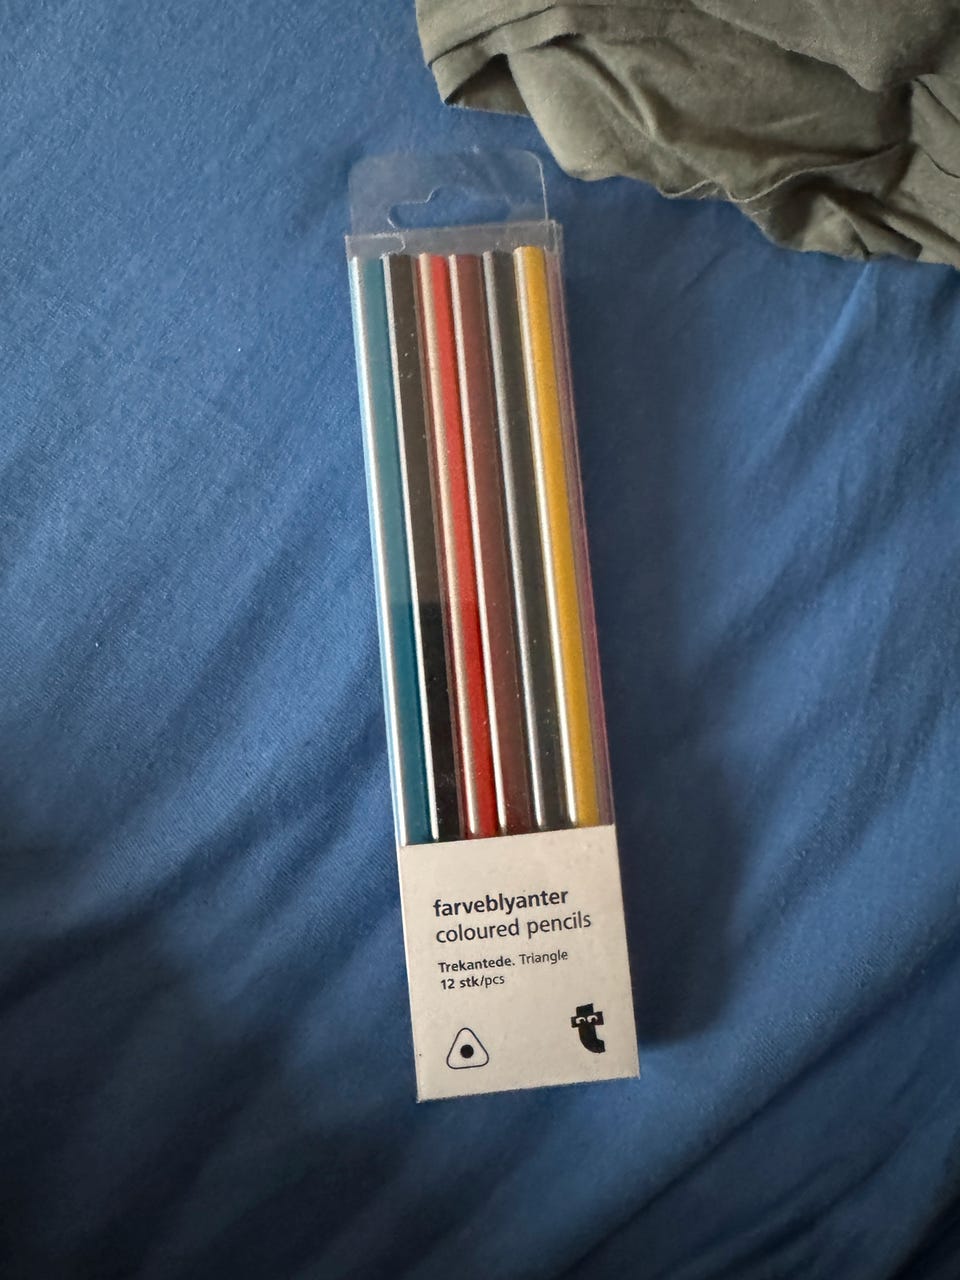 farveblyanter
coloured pencils
Trekantede. Triangle
12 stk/pcs